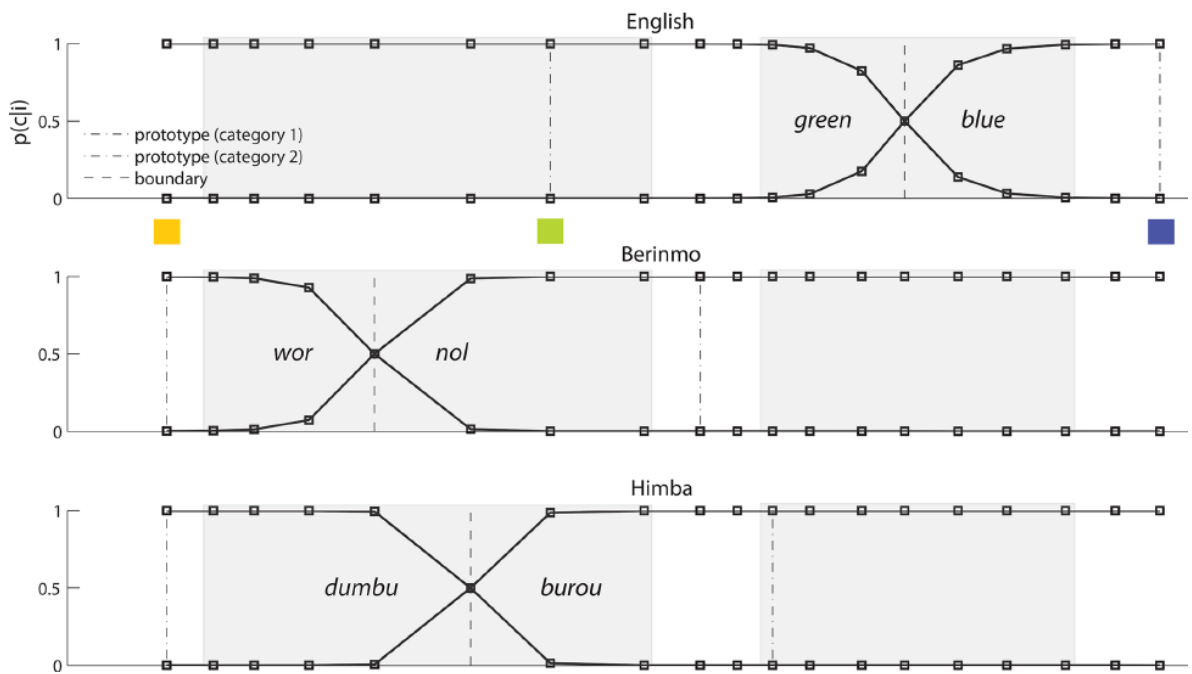 English
1
0.5
0
p(c|i)
prototype (category 1)
prototype (category 2)
boundary
green
blue
Berinmo
1
0.5
0
wor
nol
Himba
1
0.5
0
dumbu
burou